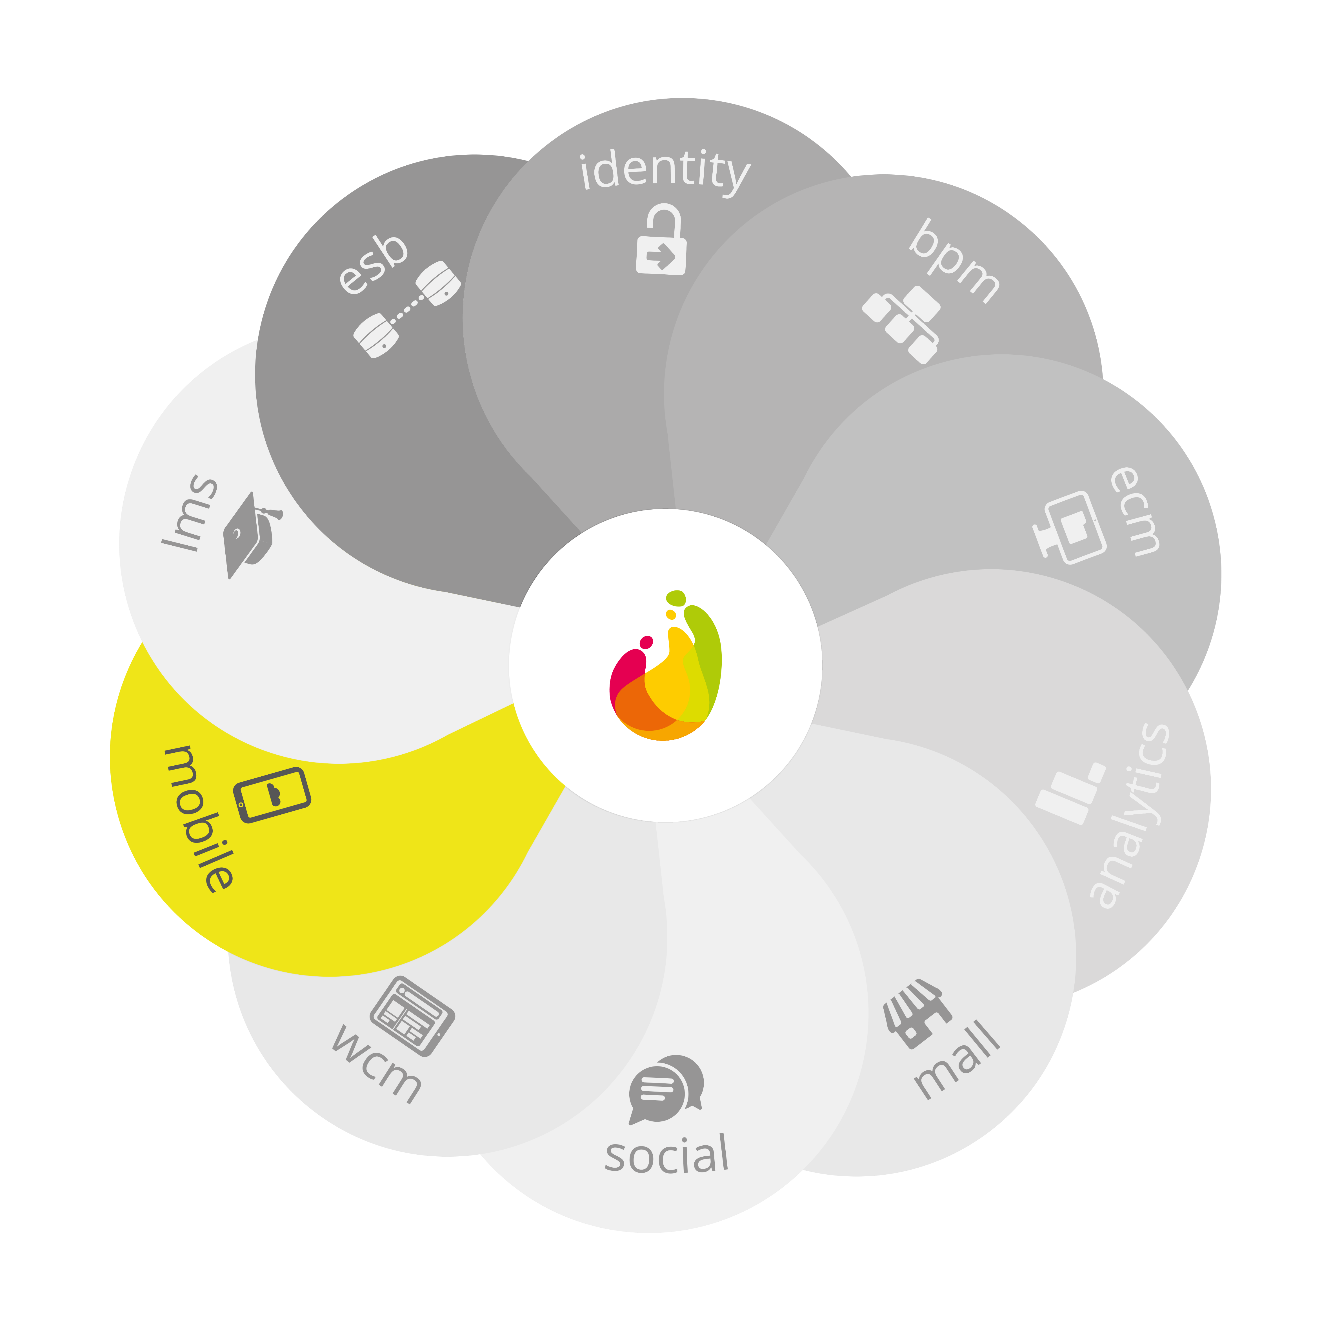 identity
bpm
ecm
analytics
mall
social
wcm
mobile
lms
esb